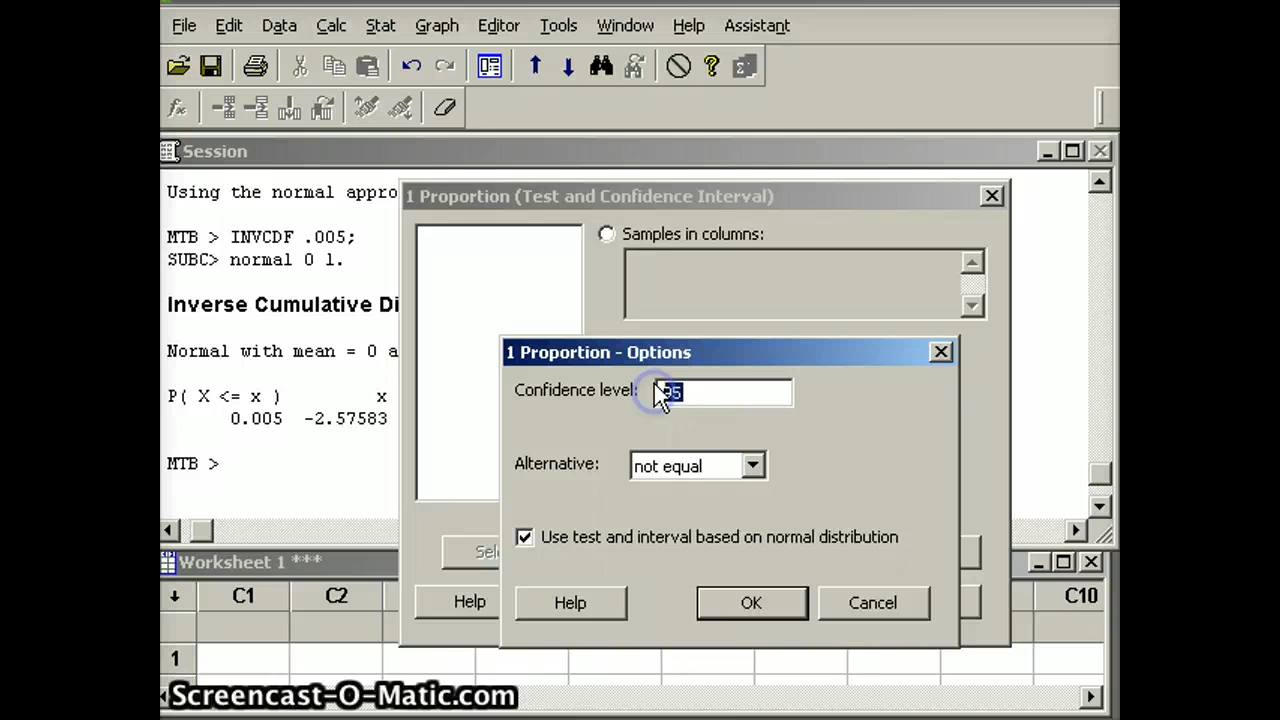 File Edit Data Calc Stat Graph Editor Tools Window Help Assistant
Session
Using the normal appro
MTB > INVCDF .005;
SUBC> normal 0 1.
Inverse Cumulative Di
Normal with mean = 0 a
P( X <= x ) x
0.005 -2.57583
MTB >
1 Proportion (Test and Confidence Interval)
Samples in columns:
Sele
Help
1 Proportion - Options
Confidence level: 95
Alternative: not equal
Use test and interval based on normal distribution
Help OK Cancel
Worksheet 1 ***
C1 C2 C10
1
Screencast-O-Matic.com